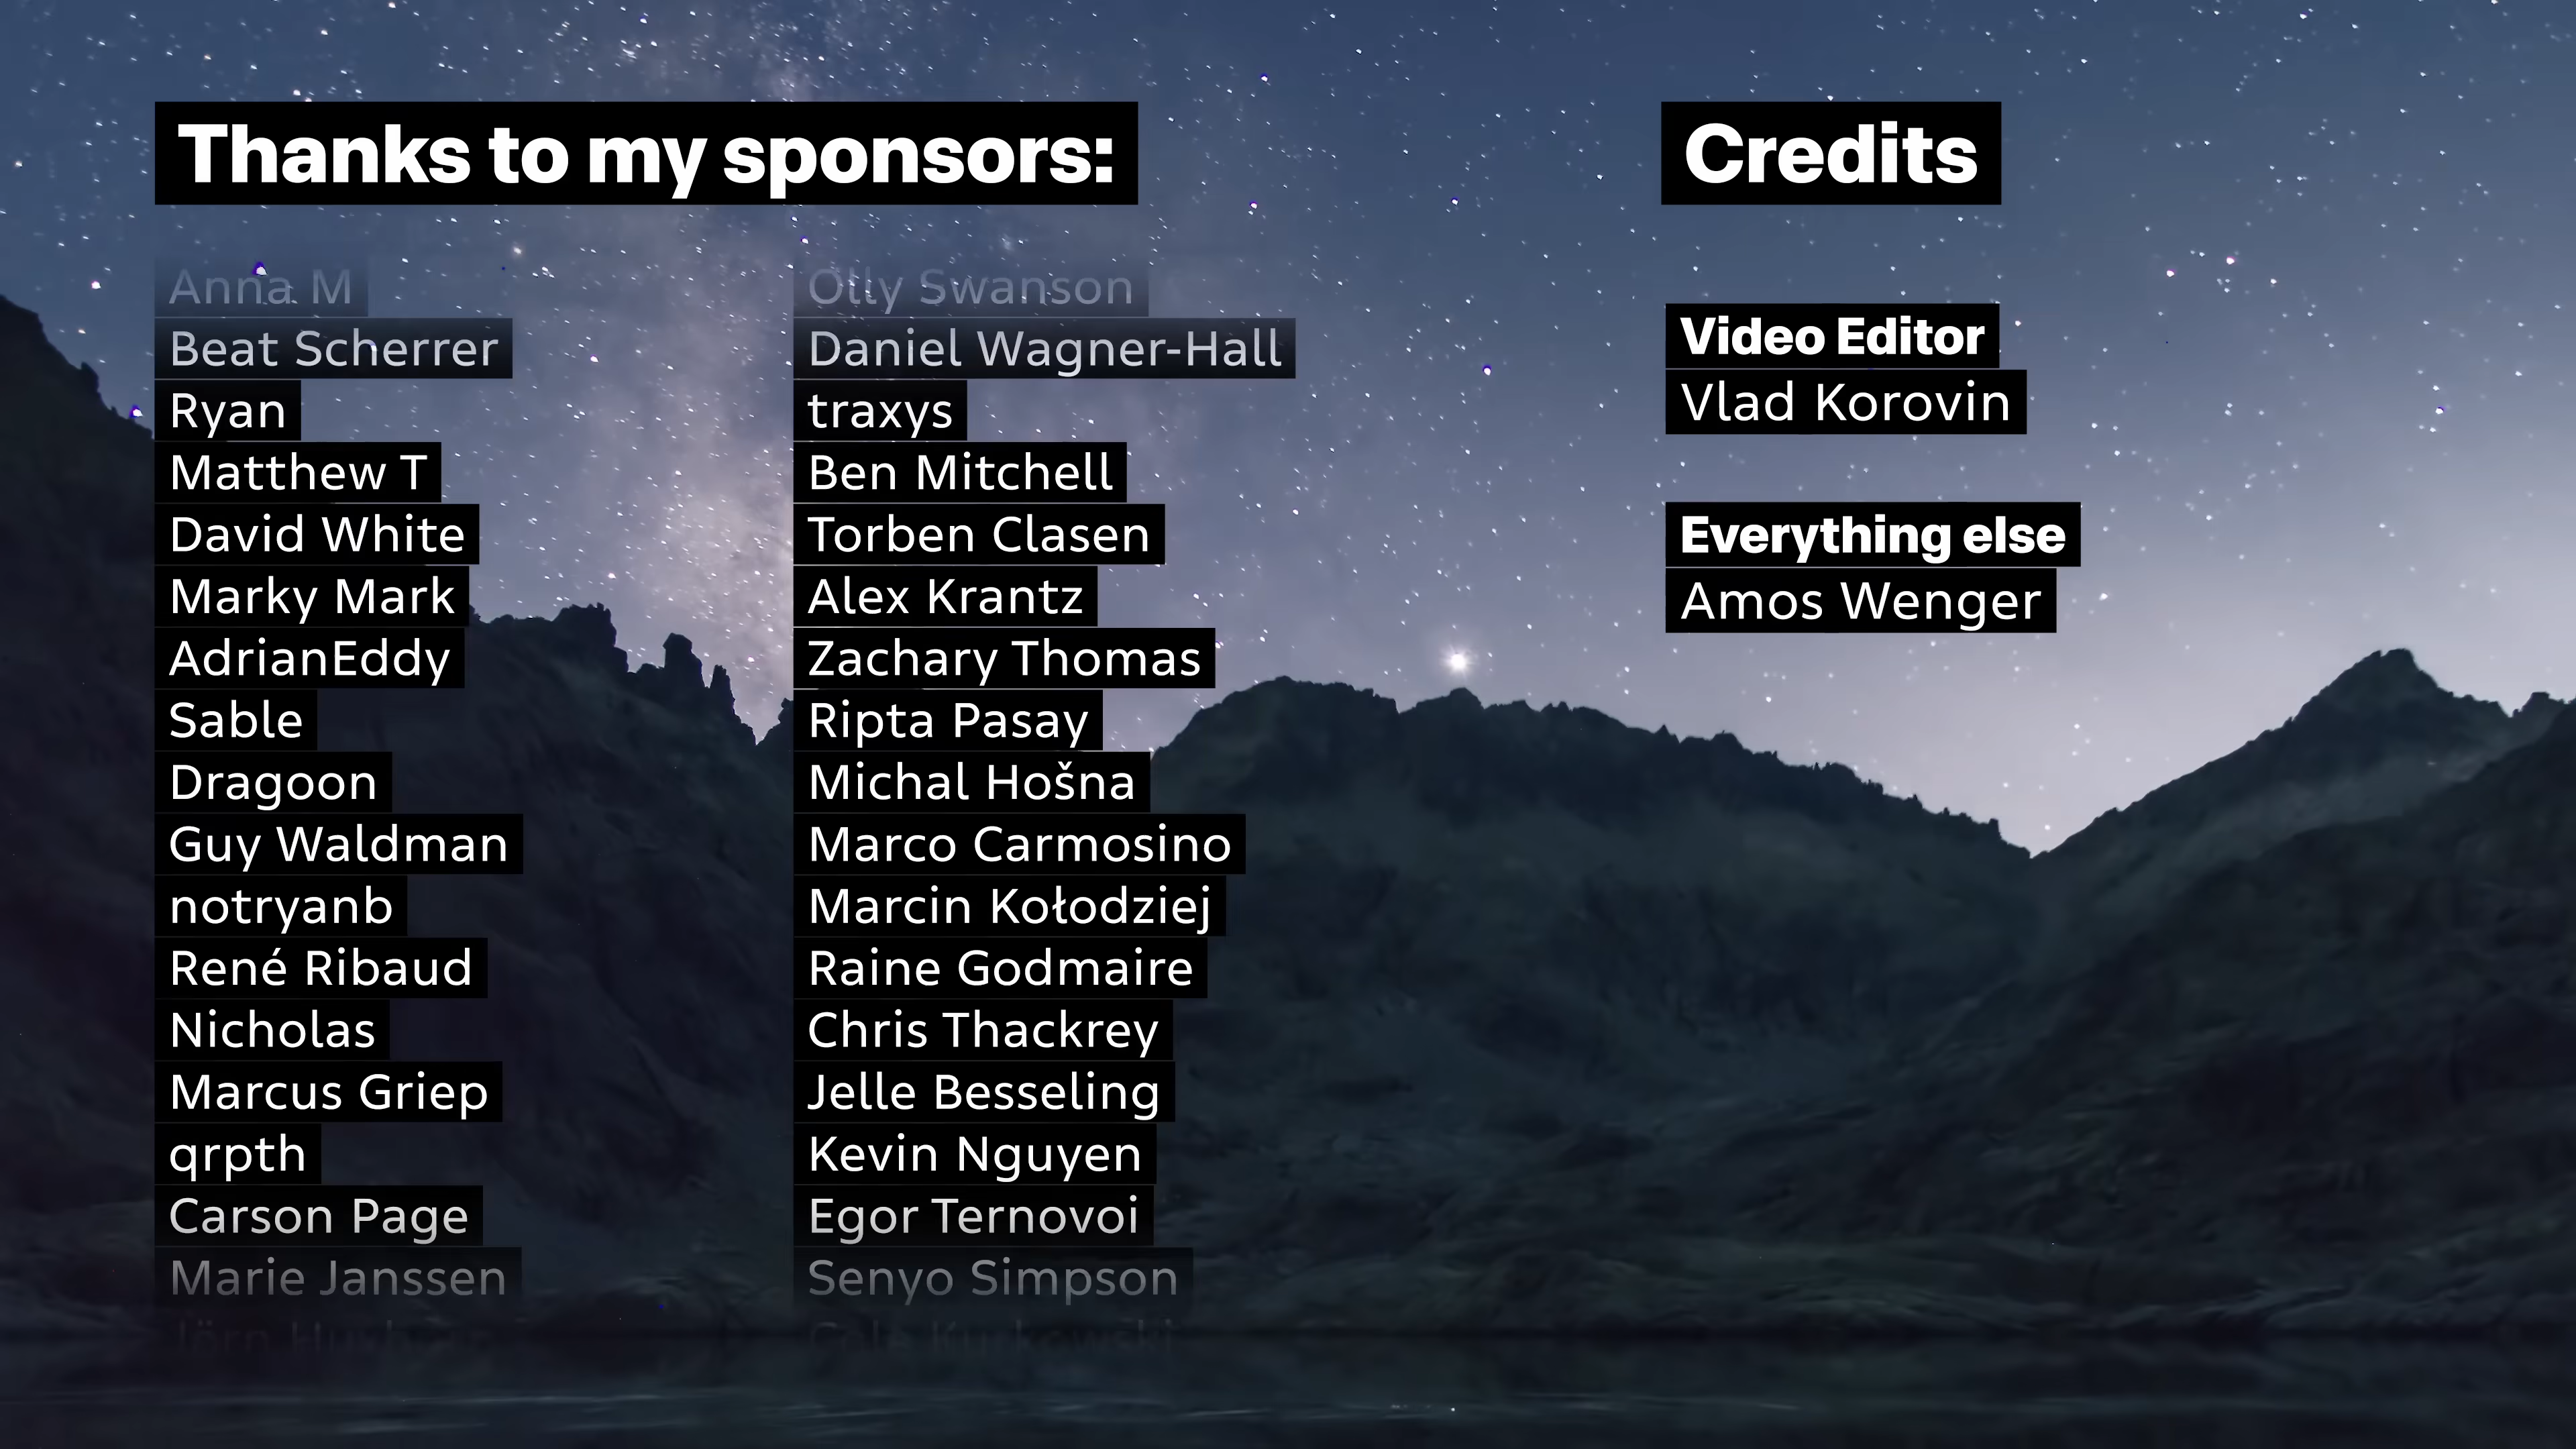 Thanks to my sponsors:
Anna M
Beat Scherrer
Ryan
Matthew T
David White
Marky Mark
AdrianEddy
Sable
Dragoon
Guy Waldman
notryanb
René Ribaud
Nicholas
Marcus Griep
qrpth
Carson Page
Marie Janssen
Jörn
Olly Swanson
Daniel Wagner-Hall
traxys
Ben Mitchell
Torben Clasen
Alex Krantz
Zachary Thomas
Ripta Pasay
Michal Hošna
Marco Carmosino
Marcin Kołodziej
Raine Godmaire
Chris Thackrey
Jelle Besseling
Kevin Nguyen
Egor Ternovoi
Senyo Simpson
Cole Kurkowski
Credits
Video Editor
Vlad Korovin
Everything else
Amos Wenger